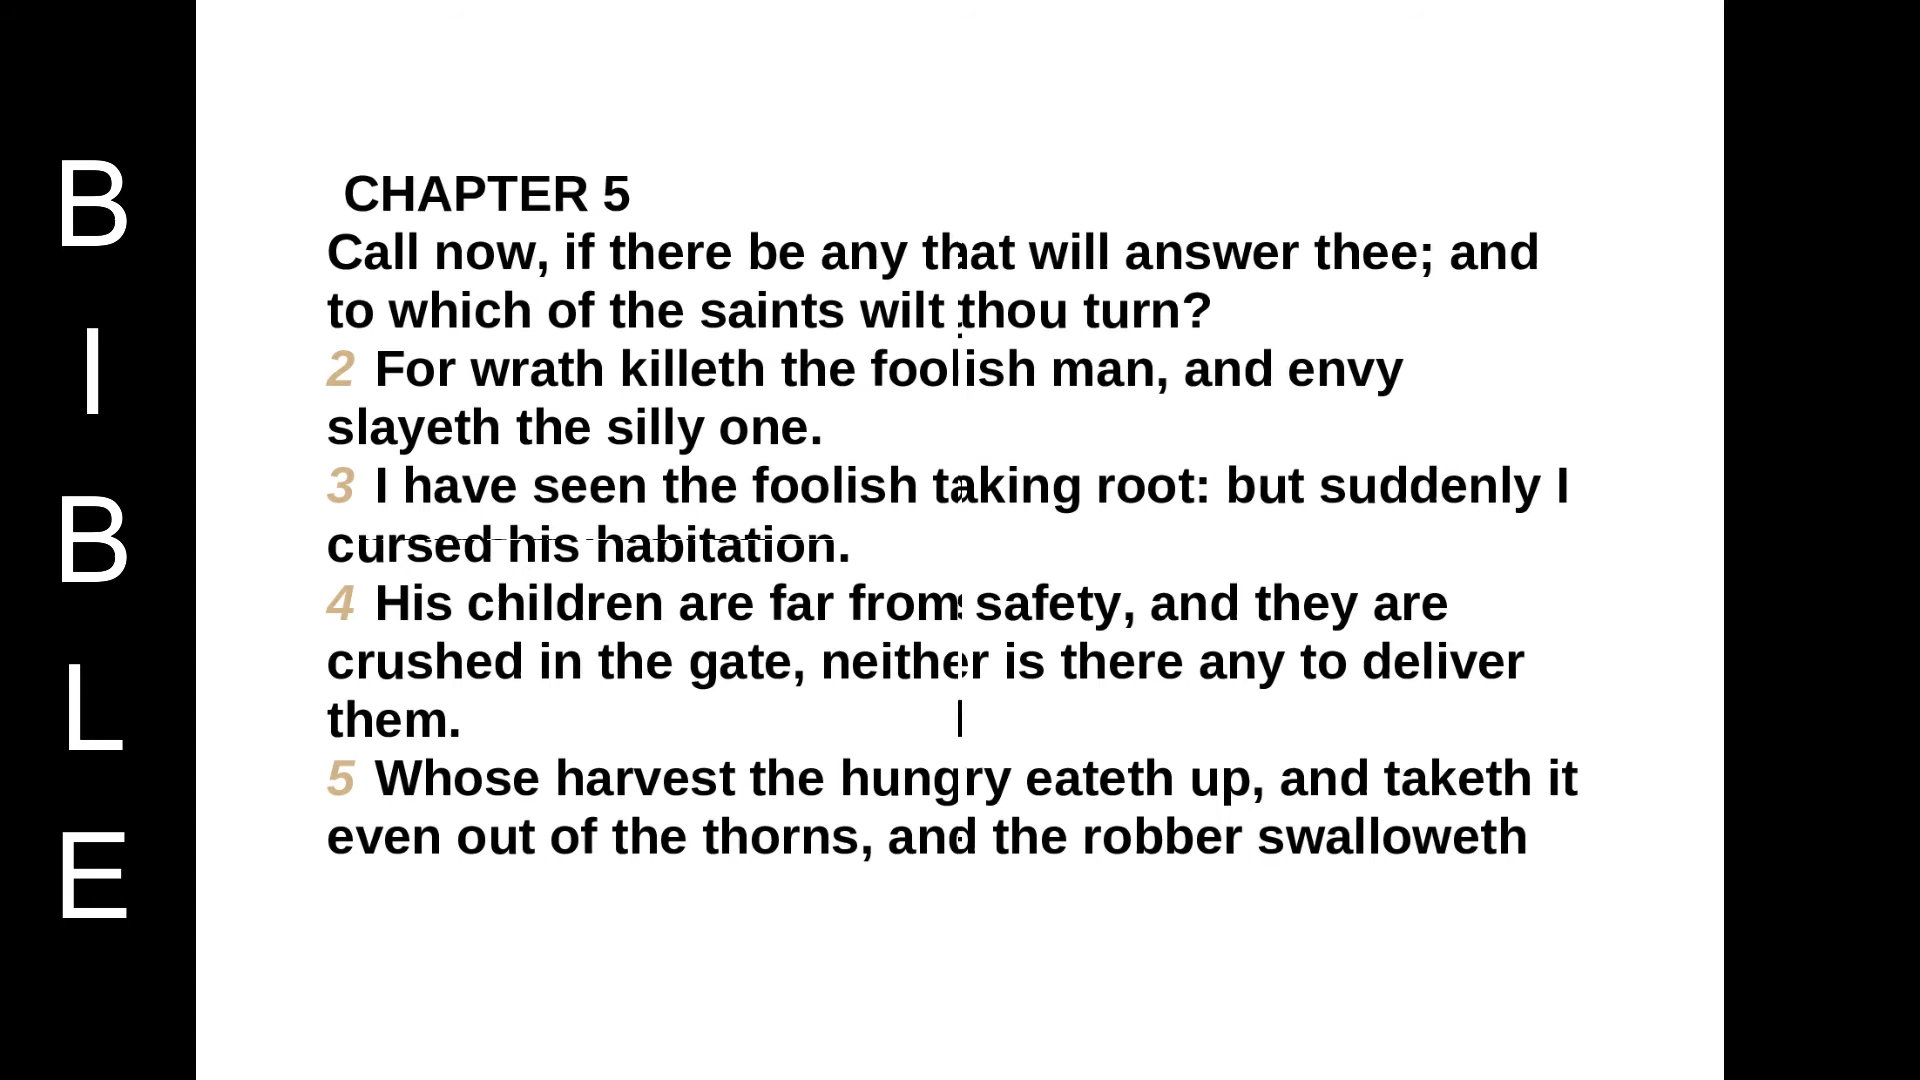 BIBLE
CHAPTER 5
Call now, if there be any that will answer thee; and
to which of the saints wilt thou turn?
2 For wrath killeth the foolish man, and envy
slayeth the silly one.
3 I have seen the foolish taking root: but suddenly I
cursed his habitation.
4 His children are far from safety, and they are
crushed in the gate, neither is there any to deliver
them.
5 Whose harvest the hungry eateth up, and taketh it
even out of the thorns, and the robber swalloweth